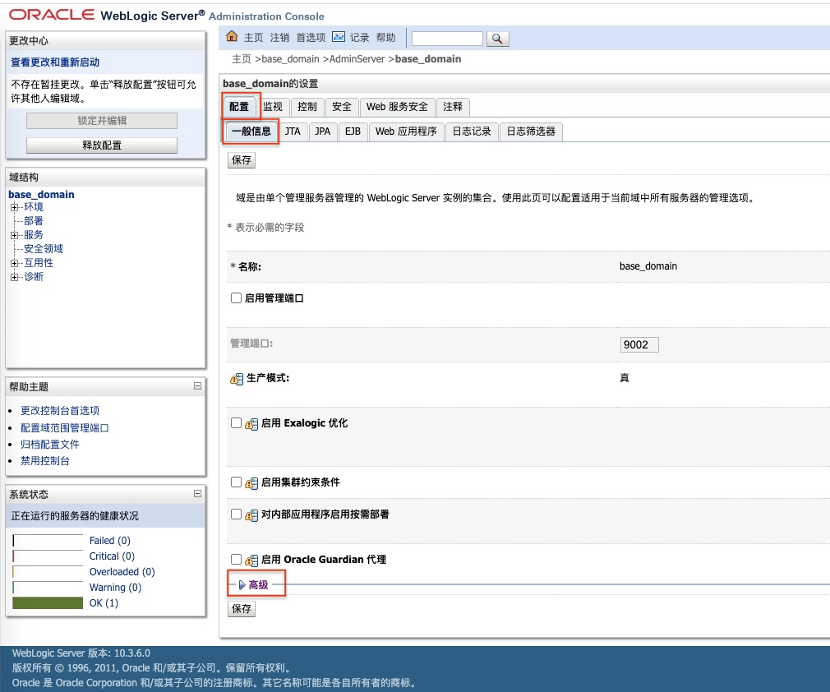 ORACLE WebLogic Server® Administration Console
更改中心
查看更改和重新启动
不存在暂挂更改。单击“释放配置”按钮可允
许其他人编辑域。
锁定并编辑
释放配置
域结构
base_domain
环境
部署
服务
安全领域
互用性
诊断
帮助主题
更改控制台首选项
配置域范围管理端口
归档配置文件
禁用控制台
系统状态
正在运行的服务器的健康状况
Failed (0)
Critical (0)
Overloaded (0)
Warning (0)
OK (1)
主页 注销 首选项 记录 帮助
主页 >base_domain >AdminServer >base_domain
base_domain的设置
配置 监视 控制 安全 Web 服务安全 注释
一般信息 JTA JPA EJB Web 应用程序 日志记录 日志筛选器
保存
域是由单个管理服务器管理的 WebLogic Server 实例的集合。使用此页可以配置适用于当前域中所有服务器的管理选项。
* 表示必需的字段
* 名称: base_domain
启用管理端口
管理端口: 9002
生产模式: 真
启用 Exalogic 优化
启用集群约束条件
对内部应用程序启用按需部署
启用 Oracle Guardian 代理
高级
保存
WebLogic Server 版本: 10.3.6.0
版权所有 © 1996, 2011, Oracle 和/或其子公司。保留所有权利。
Oracle 是 Oracle Corporation 和/或其子公司的注册商标。其它名称可能是各自所有者的商标。